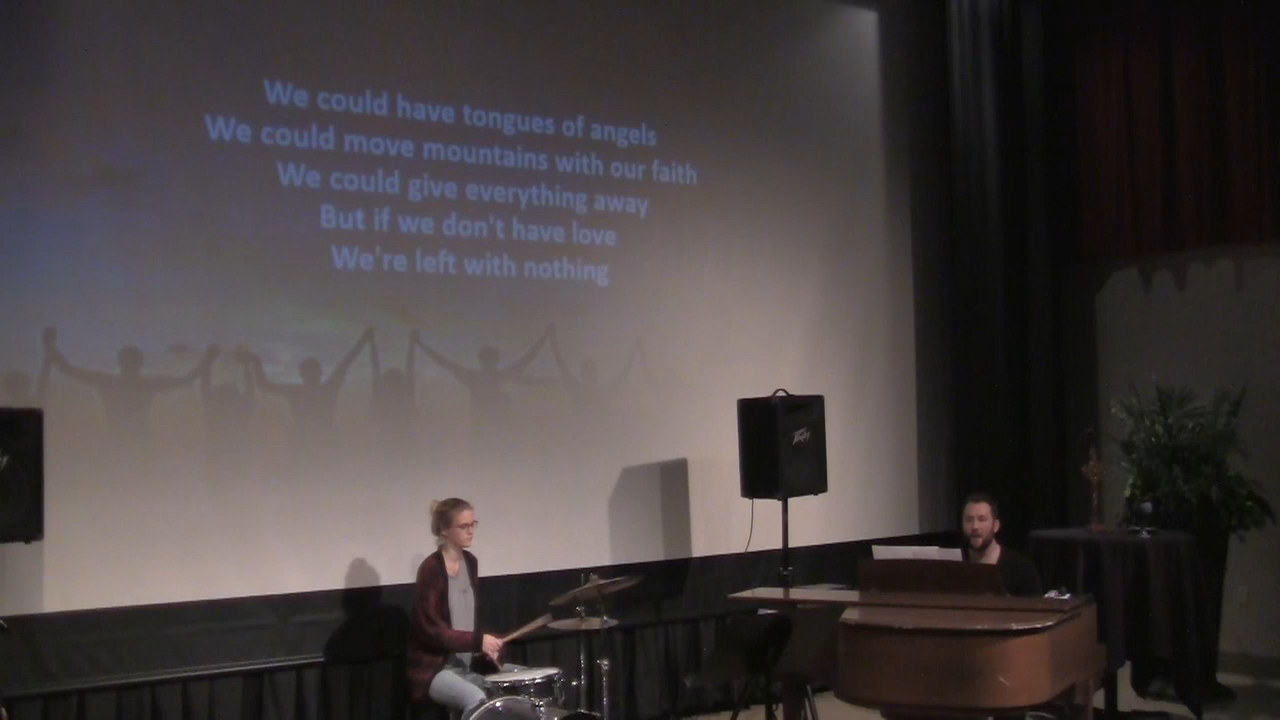 We could have tongues of angels
We could move mountains with our faith
We could give everything away
But if we don't have love
We're left with nothing
Peavey